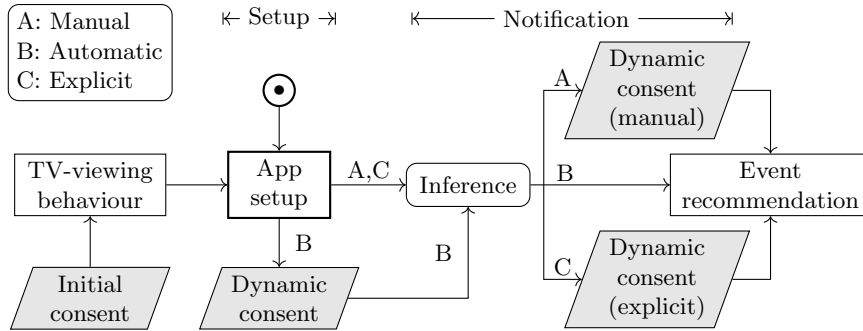 A: Manual
B: Automatic
C: Explicit
Setup
Notification
TV-viewing
behaviour
Initial
consent
App
setup
A,C
B
Dynamic
consent
B
Inference
A
B
C
Dynamic
consent
(manual)
Event
recommendation
Dynamic
consent
(explicit)